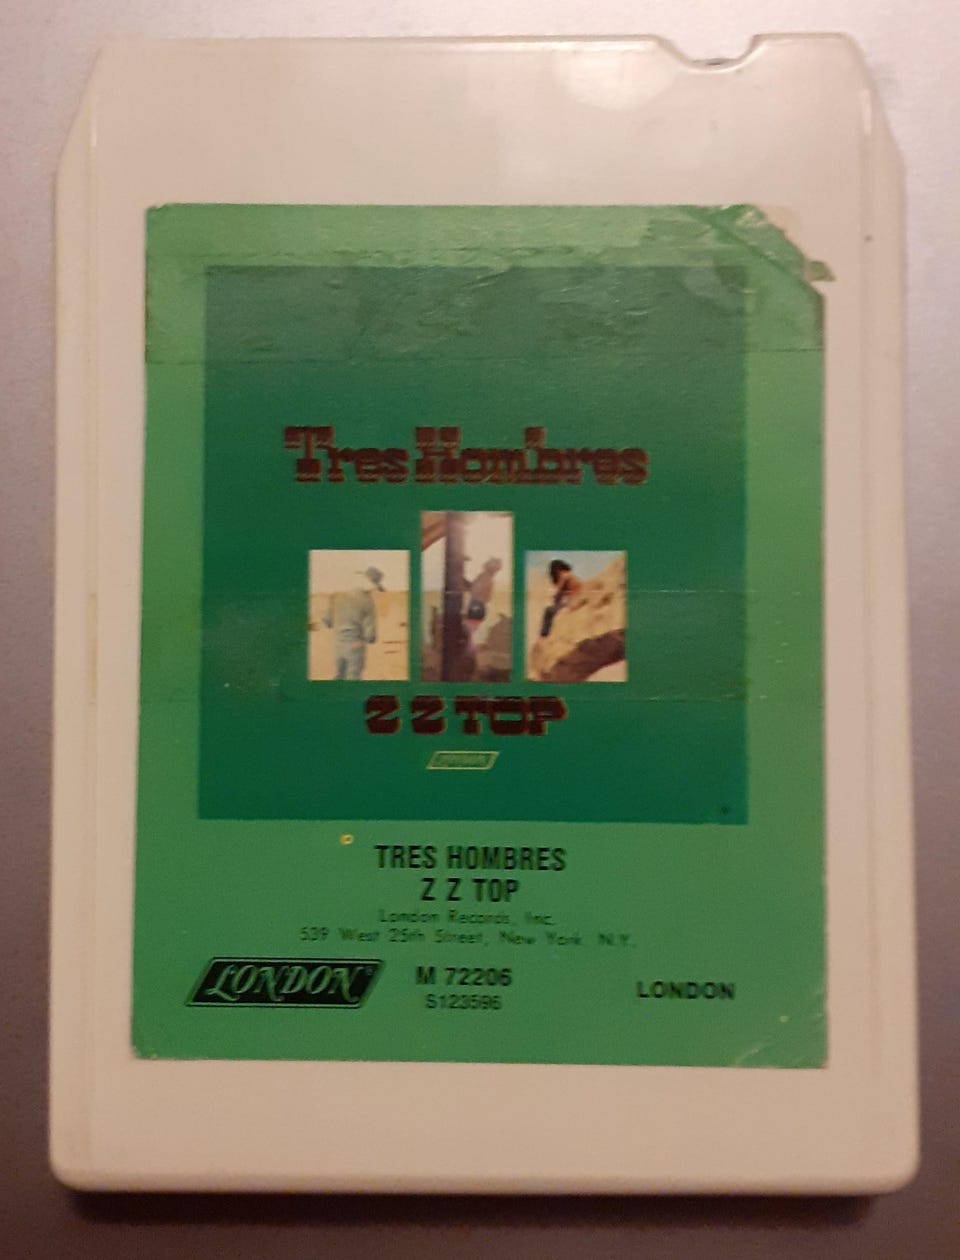 Tres Hombres
Z Z TOP
LONDON
TRES HOMBRES
Z Z TOP
London Records, Inc.
539 West 25th Street, New York N.Y.
LONDON®
M 72206
S123596
LONDON